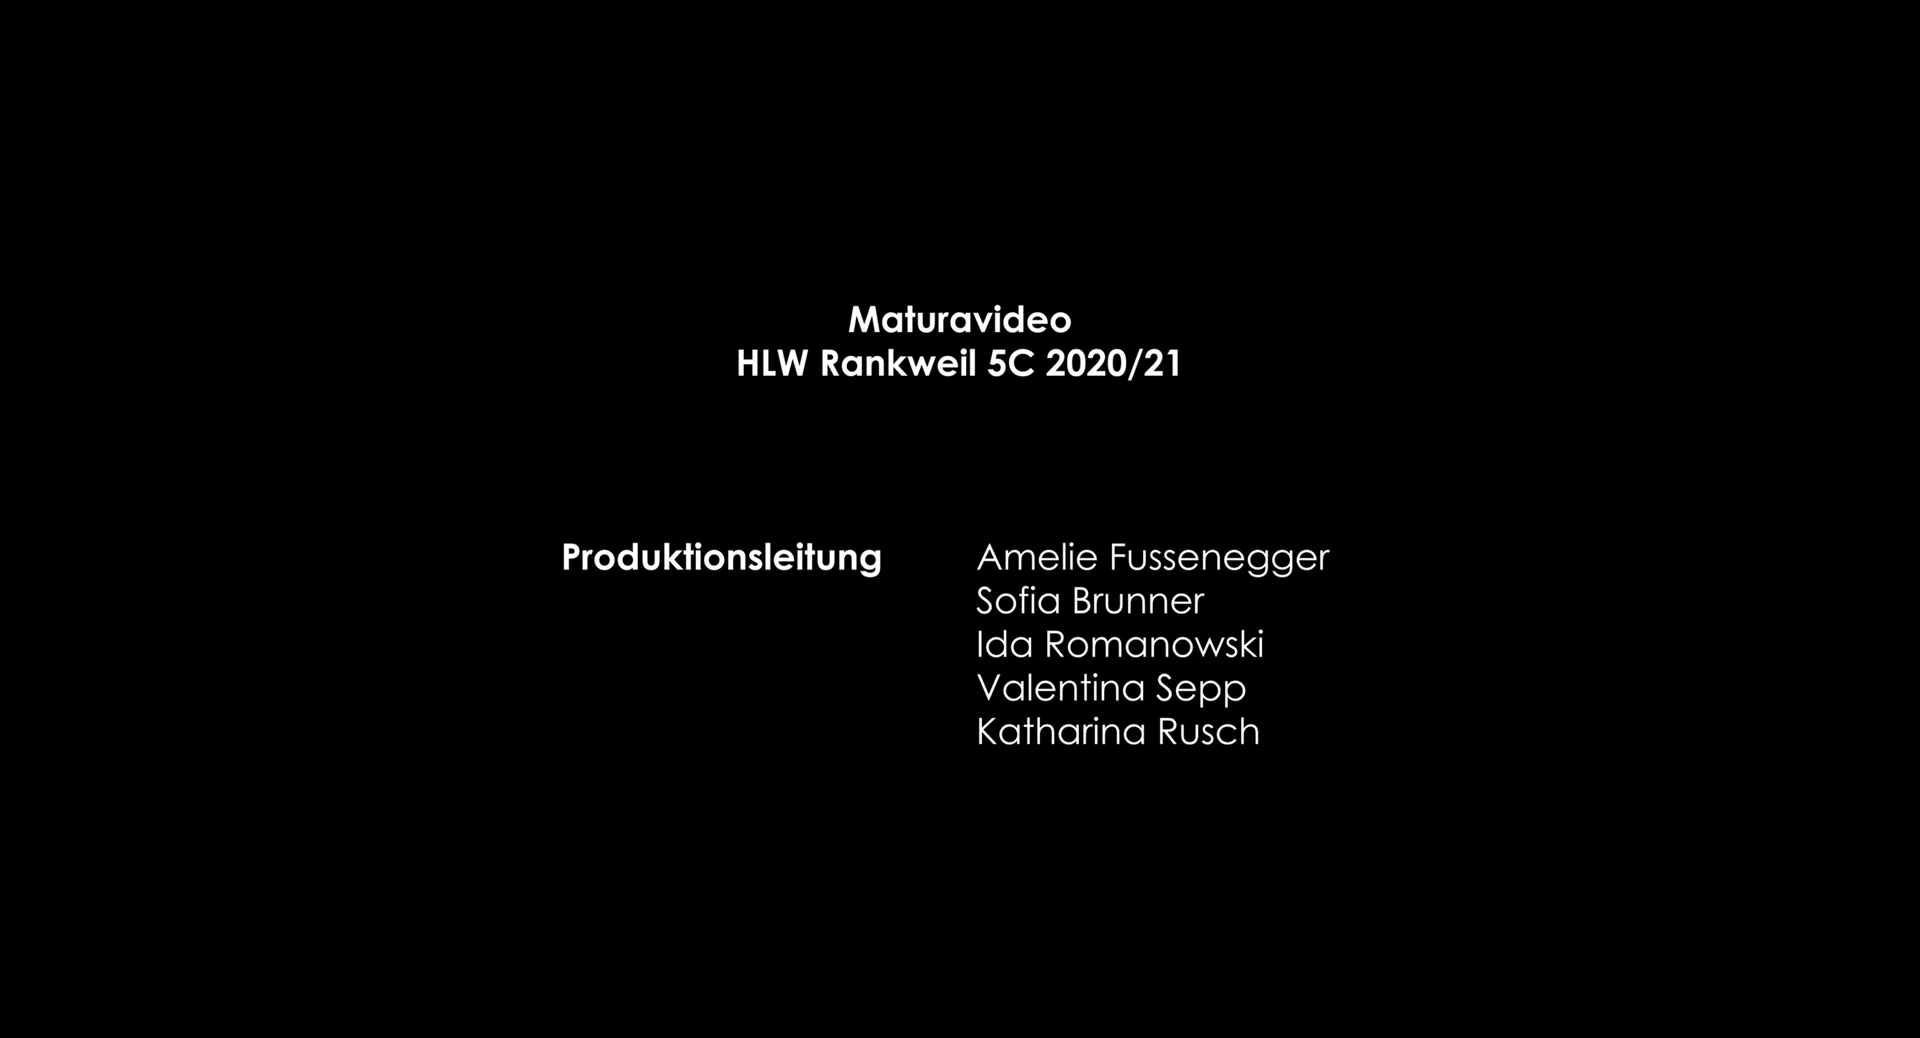 Maturavideo
HLW Rankweil 5C 2020/21
Produktionsleitung Amelie Fussenegger
Sofia Brunner
Ida Romanowski
Valentina Sepp
Katharina Rusch